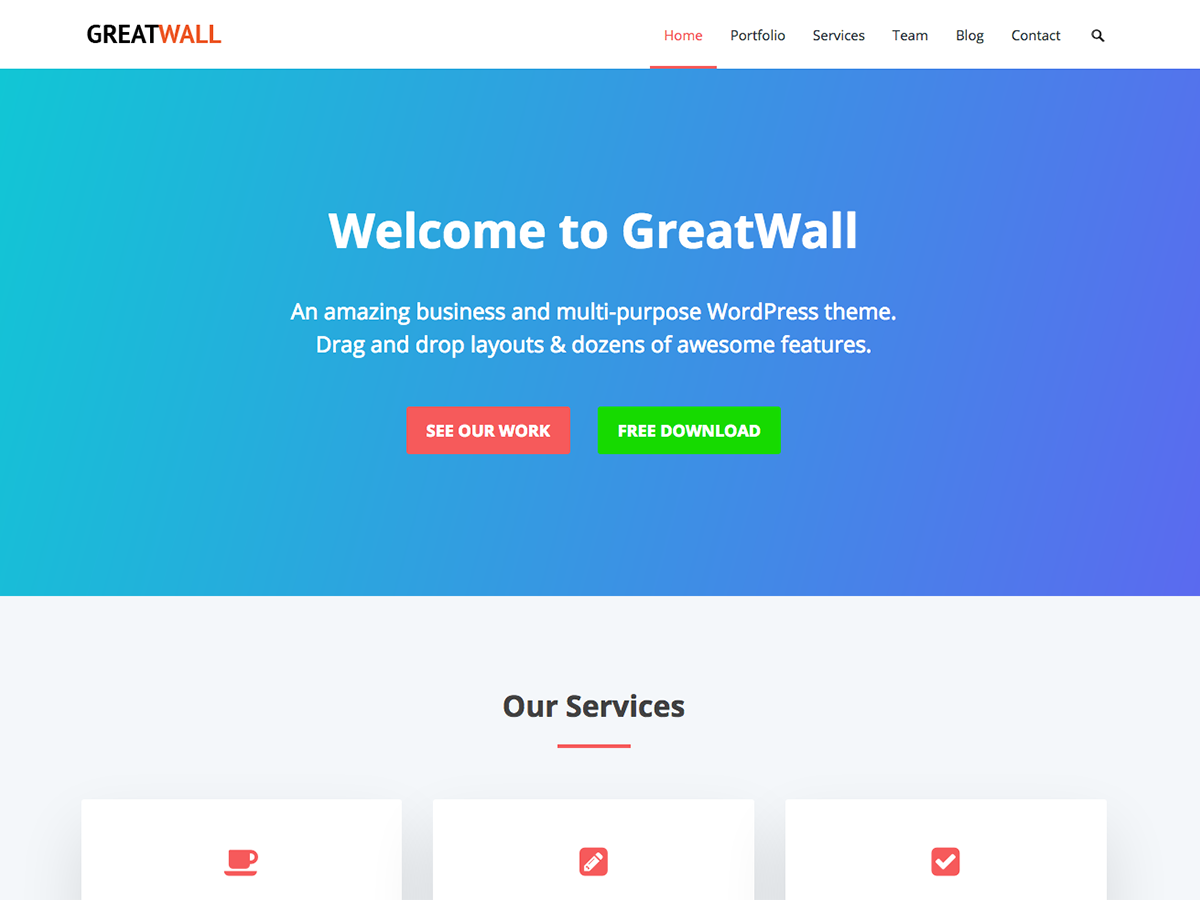 GREATWALL
Home Portfolio Services Team Blog Contact
Welcome to GreatWall
An amazing business and multi-purpose WordPress theme.
Drag and drop layouts & dozens of awesome features.
SEE OUR WORK FREE DOWNLOAD
Our Services